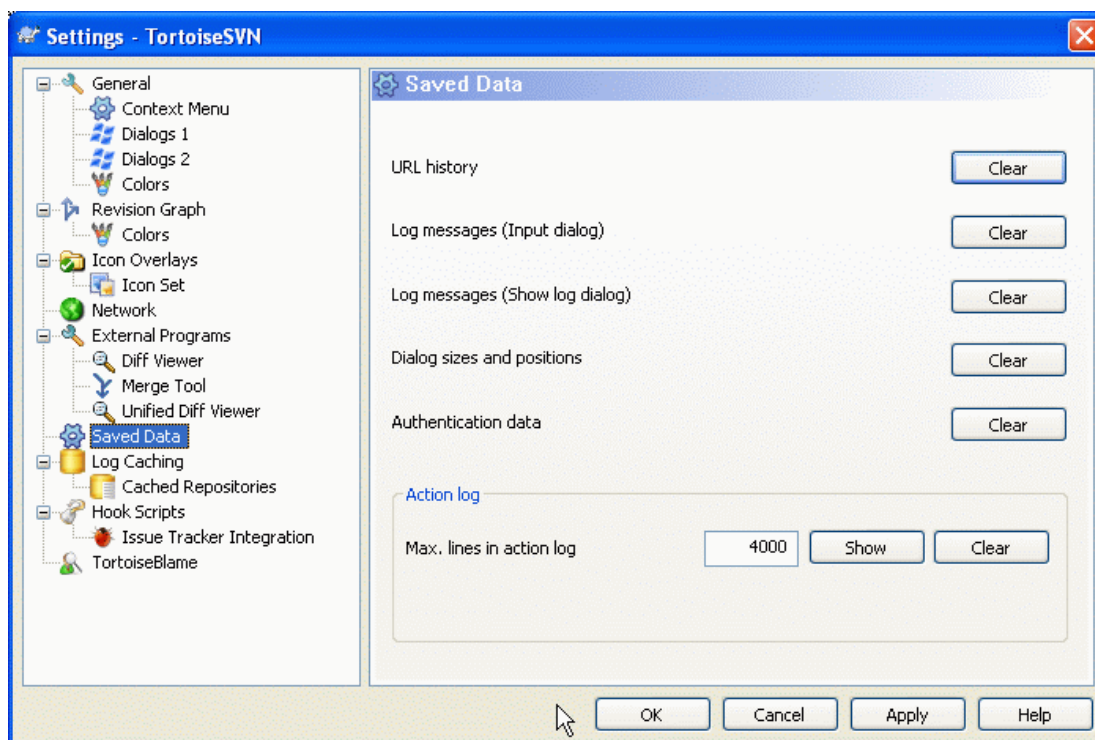 Settings - TortoiseSVN
General
Context Menu
Dialogs 1
Dialogs 2
Colors
Revision Graph
Colors
Icon Overlays
Icon Set
Network
External Programs
Diff Viewer
Merge Tool
Unified Diff Viewer
Saved Data
Log Caching
Cached Repositories
Hook Scripts
Issue Tracker Integration
TortoiseBlame
Saved Data
URL history Clear
Log messages (Input dialog) Clear
Log messages (Show log dialog) Clear
Dialog sizes and positions Clear
Authentication data Clear
Action log
Max. lines in action log 4000 Show Clear
OK Cancel Apply Help